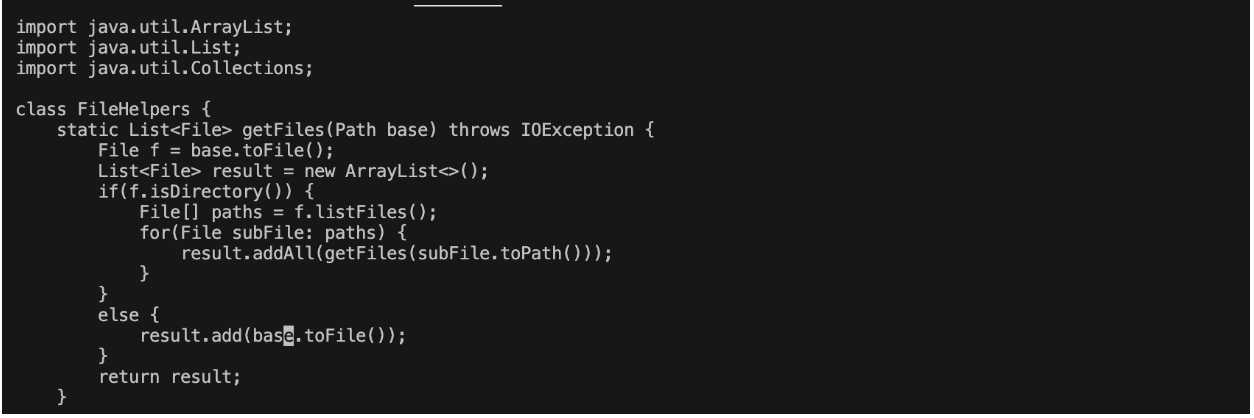 import java.util.ArrayList;
import java.util.List;
import java.util.Collections;

class FileHelpers {
    static List<File> getFiles(Path base) throws IOException {
        File f = base.toFile();
        List<File> result = new ArrayList<>();
        if(f.isDirectory()) {
            File[] paths = f.listFiles();
            for(File subFile: paths) {
                result.addAll(getFiles(subFile.toPath()));
            }
        }
        else {
            result.add(base.toFile());
        }
        return result;
    }